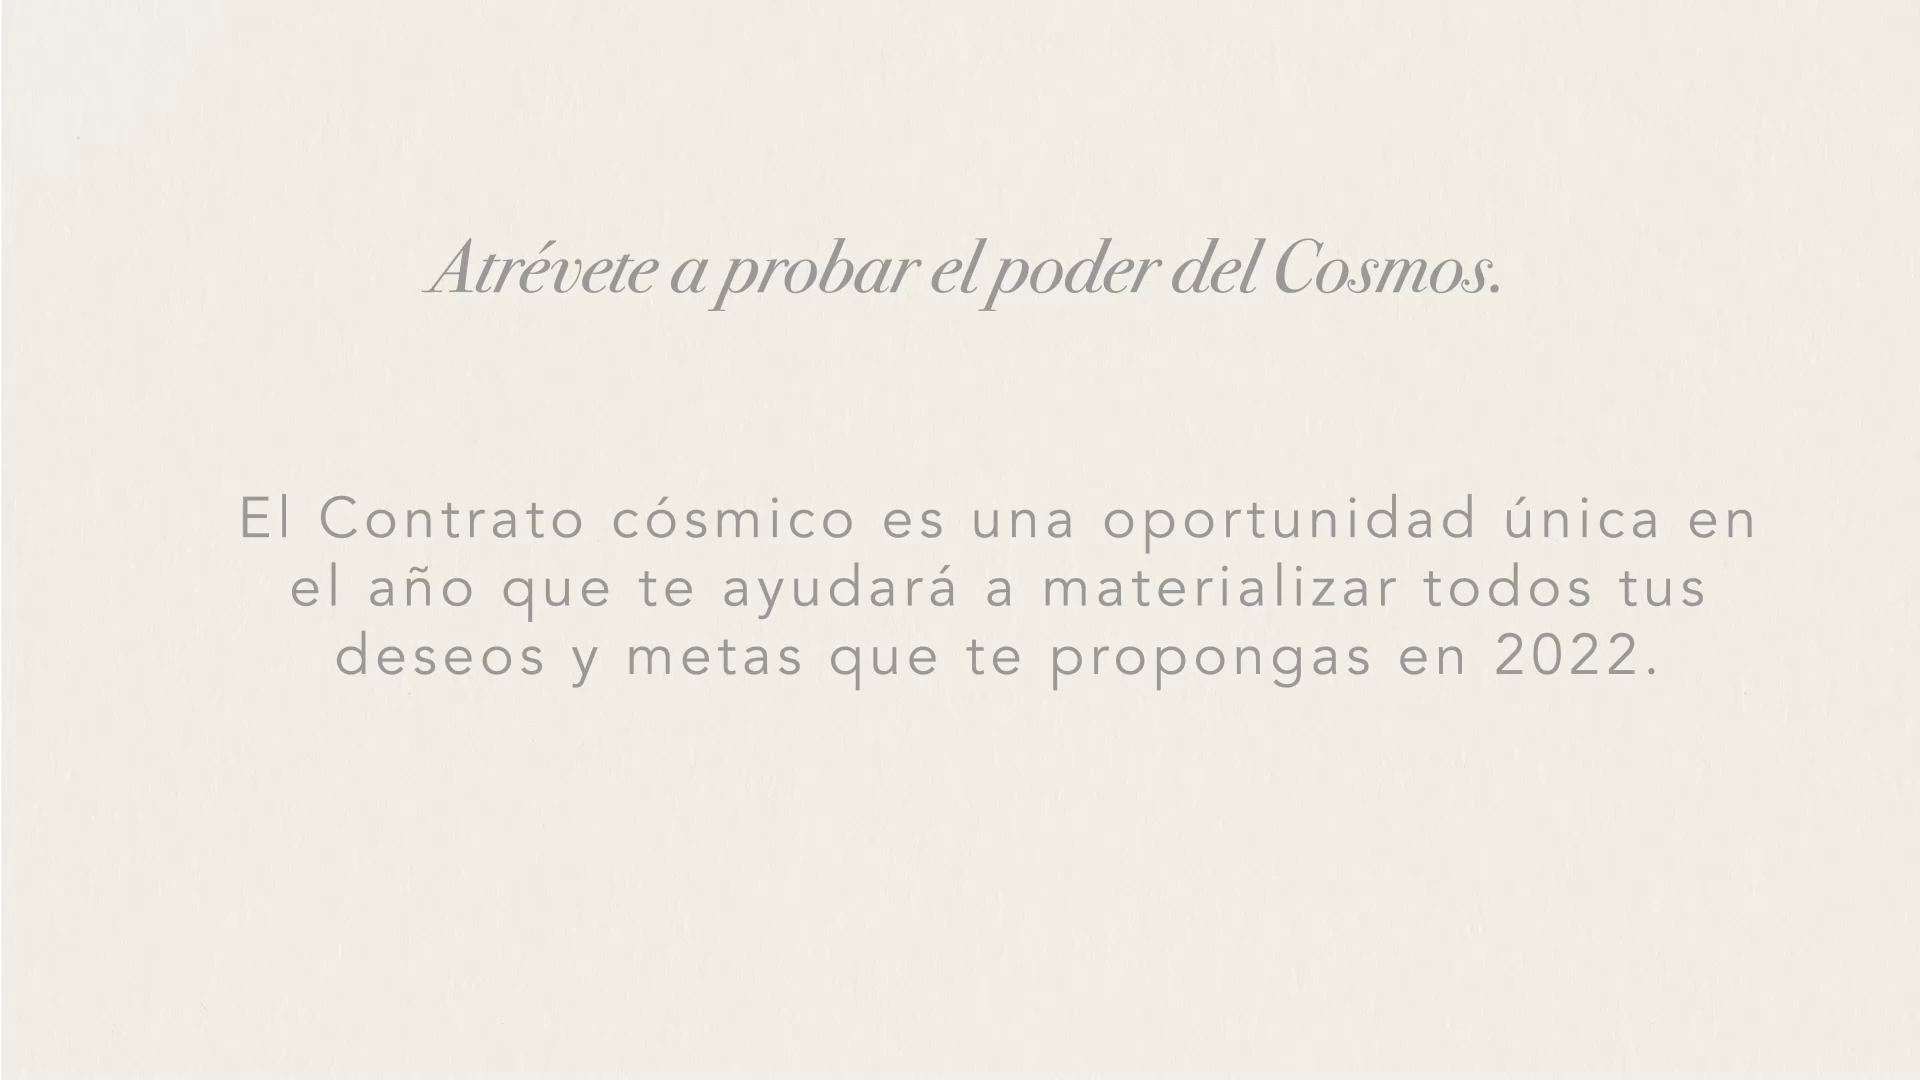 Atrévete a probar el poder del Cosmos.
El Contrato cósmico es una oportunidad única en
el año que te ayudará a materializar todos tus
deseos y metas que te propongas en 2022.